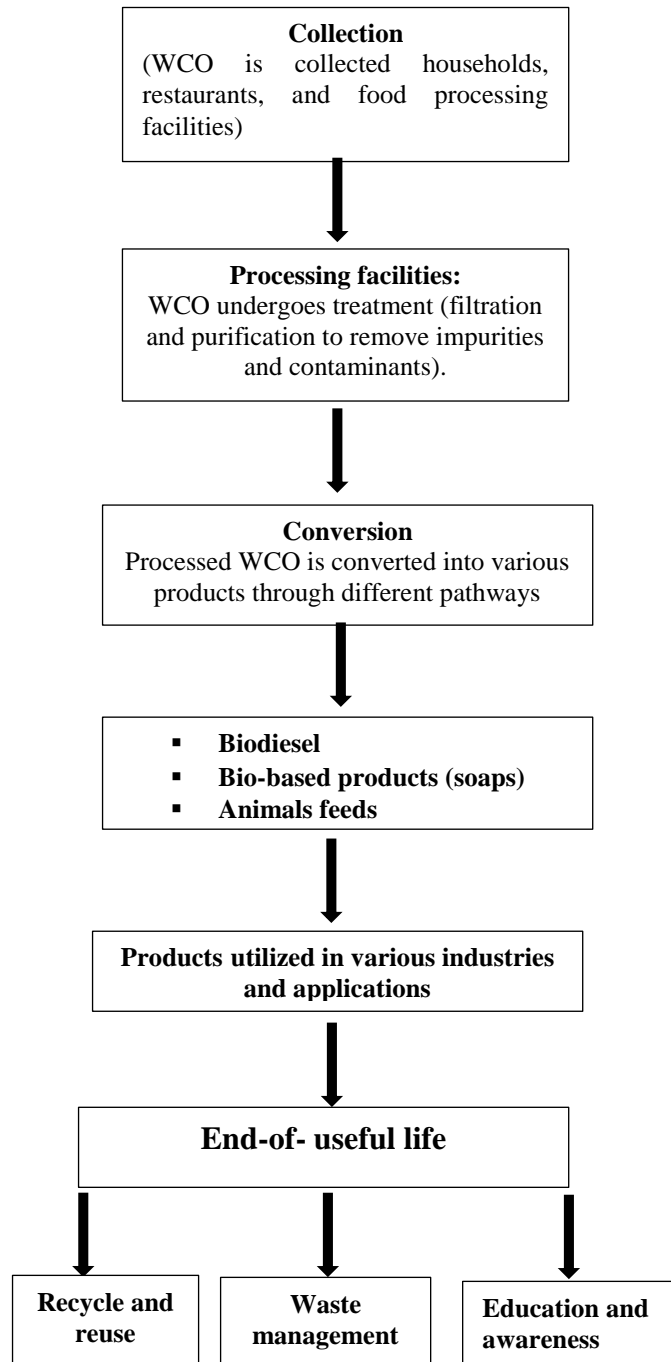 Collection
(WCO is collected households,
restaurants, and food processing
facilities)
Processing facilities:
WCO undergoes treatment (filtration
and purification to remove impurities
and contaminants).
Conversion
Processed WCO is converted into various
products through different pathways
▪ Biodiesel
▪ Bio-based products (soaps)
▪ Animals feeds
Products utilized in various industries
and applications
End-of- useful life
Recycle and
reuse
Waste
management
Education and
awareness